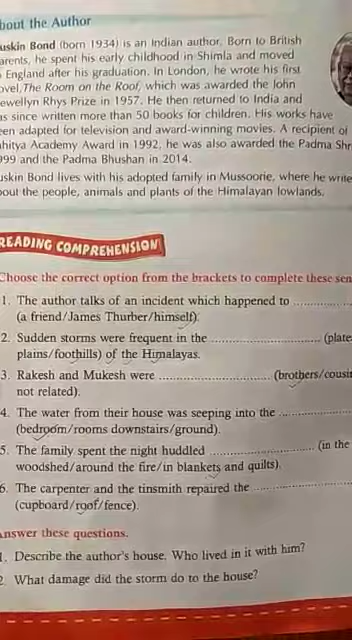 bout the Author
uskin Bond (born 1934) is an Indian author. Born to British
arents, he spent his early childhood in Shimla and moved
England after his graduation. In London, he wrote his first
ovel, The Room on the Roof, which was awarded the John
ewellyn Rhys Prize in 1957. He then returned to India and
as since written more than 50 books for children. His works have
een adapted for television and award-winning movies. A recipient of
ahitya Academy Award in 1992, he was also awarded the Padma Shr
999 and the Padma Bhushan in 2014.
uskin Bond lives with his adopted family in Mussoorie, where he write
bout the people, animals and plants of the Himalayan lowlands.
READING COMPREHENSION
Choose the correct option from the brackets to complete these sen
1. The author talks of an incident which happened to ..............
(a friend/James Thurber/himself).
2. Sudden storms were frequent in the .............................. (plate
plains/foothills) of the Himalayas.
3. Rakesh and Mukesh were .............................. (brothers/cousin
not related).
4. The water from their house was seeping into the ..................
(bedroom/rooms downstairs/ground).
5. The family spent the night huddled .............................. (in the
woodshed/around the fire/in blankets and quilts).
6. The carpenter and the tinsmith repaired the ..........................
(cupboard/roof/fence).
Answer these questions.
1. Describe the author's house. Who lived in it with him?
2. What damage did the storm do to the house?